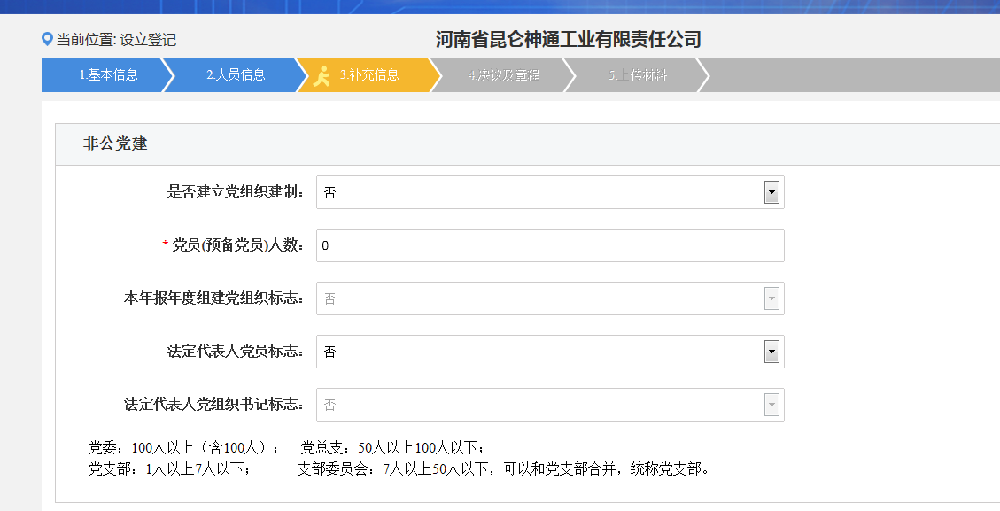 当前位置: 设立登记
河南省昆仑神通工业有限责任公司
1.基本信息
2.人员信息
3.补充信息
4.决议及章程
5.上传材料
非公党建
是否建立党组织建制： 否
* 党员(预备党员)人数： 0
本年报年度组建党组织标志： 否
法定代表人党员标志： 否
法定代表人党组织书记标志： 否
党委：100人以上（含100人）； 党总支：50人以上100人以下；
党支部：1人以上7人以下； 支部委员会：7人以上50人以下，可以和党支部合并，统称党支部。